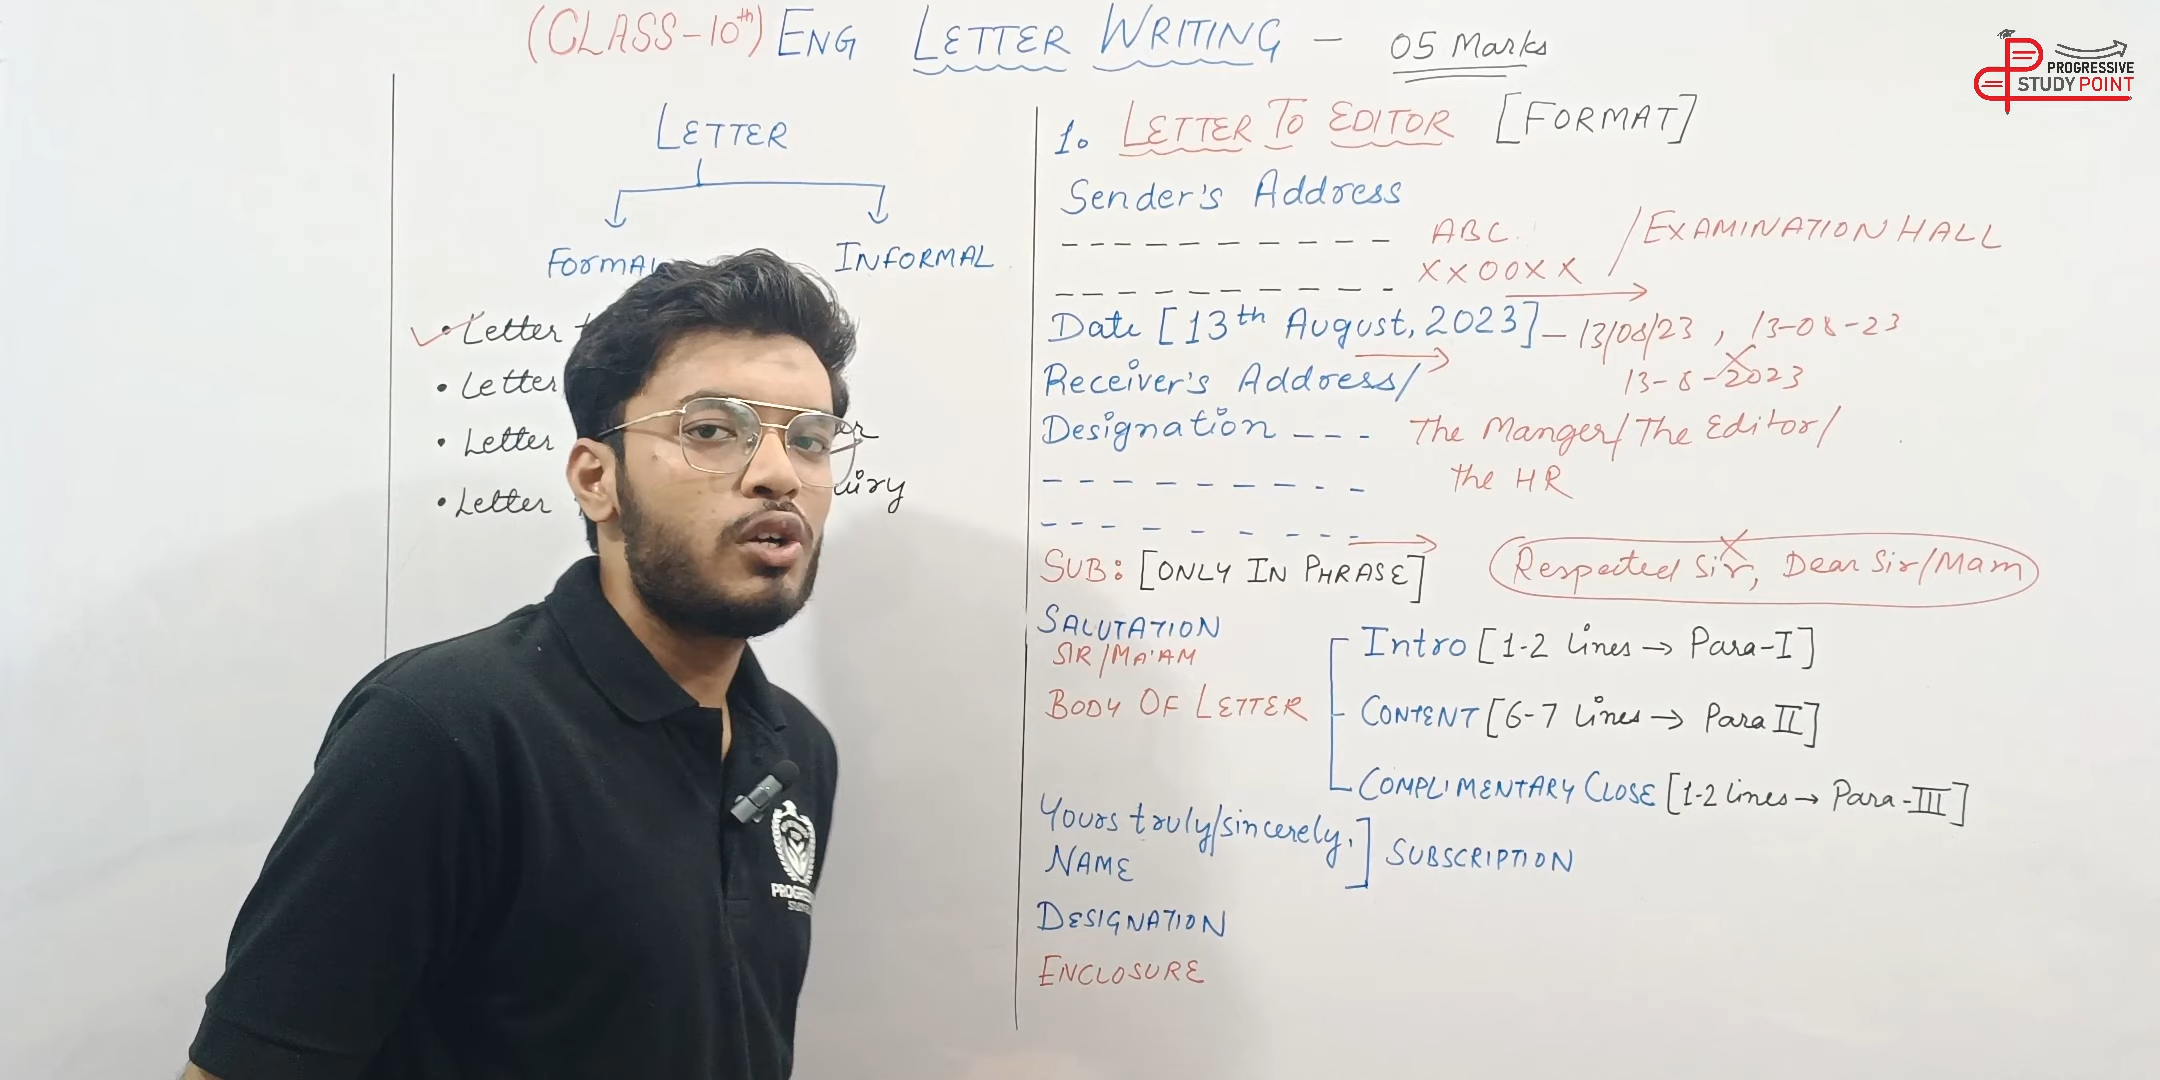 (CLASS-10th) ENG LETTER WRITING - 05 Marks
PROGRESSIVE
STUDY POINT
LETTER
FORMAL
INFORMAL
• Letter
• Letter
• Letter
• Letter
1. LETTER TO EDITOR [FORMAT]
Sender's Address
ABC. / EXAMINATION HALL
XXOOXX
Date [13th August, 2023] - 13/08/23 , 13-08-23
Receiver's Address/ 13-8-2023
Designation --- The Manger/ The Editor/
the HR
SUB: [ONLY IN PHRASE] Respected Sir, Dear Sir/Mam
SALUTATION
SIR/MA'AM
BODY OF LETTER
Intro [1-2 lines → Para-I]
CONTENT [6-7 lines → Para II]
COMPLIMENTARY CLOSE [1-2 lines → Para-III]
Yours truly/sincerely,] SUBSCRIPTION
NAME
DESIGNATION
ENCLOSURE